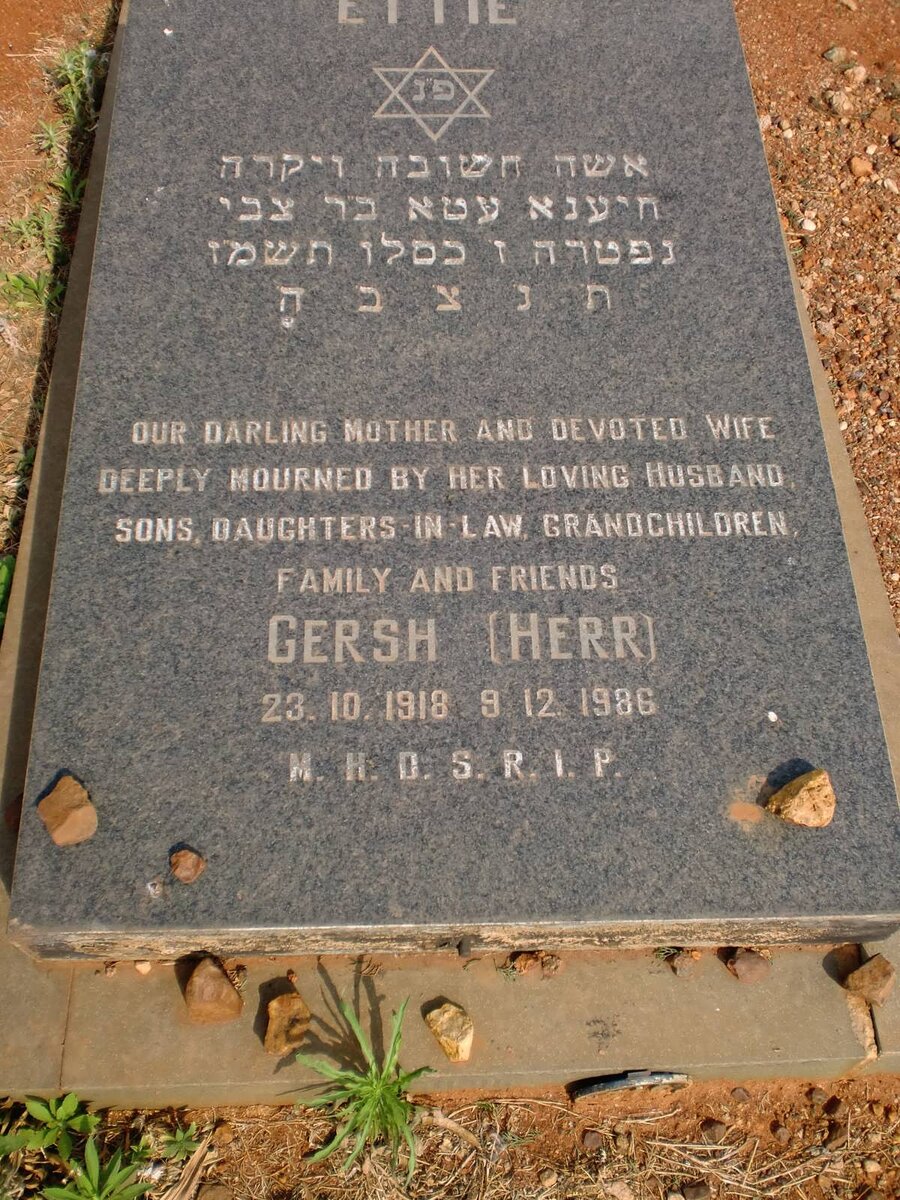 ETTIE
פ״נ
אשה חשובה ויקרה
חיענא עטא בר צבי
נפטרה ז כסלו תשמז
ת נ צ ב הָ
OUR DARLING MOTHER AND DEVOTED WIFE
DEEPLY MOURNED BY HER LOVING HUSBAND,
SONS, DAUGHTERS-IN-LAW, GRANDCHILDREN,
FAMILY AND FRIENDS
GERSH (HERR)
23. 10. 1918 9 12. 1986
M. H. D. S. R. I. P.